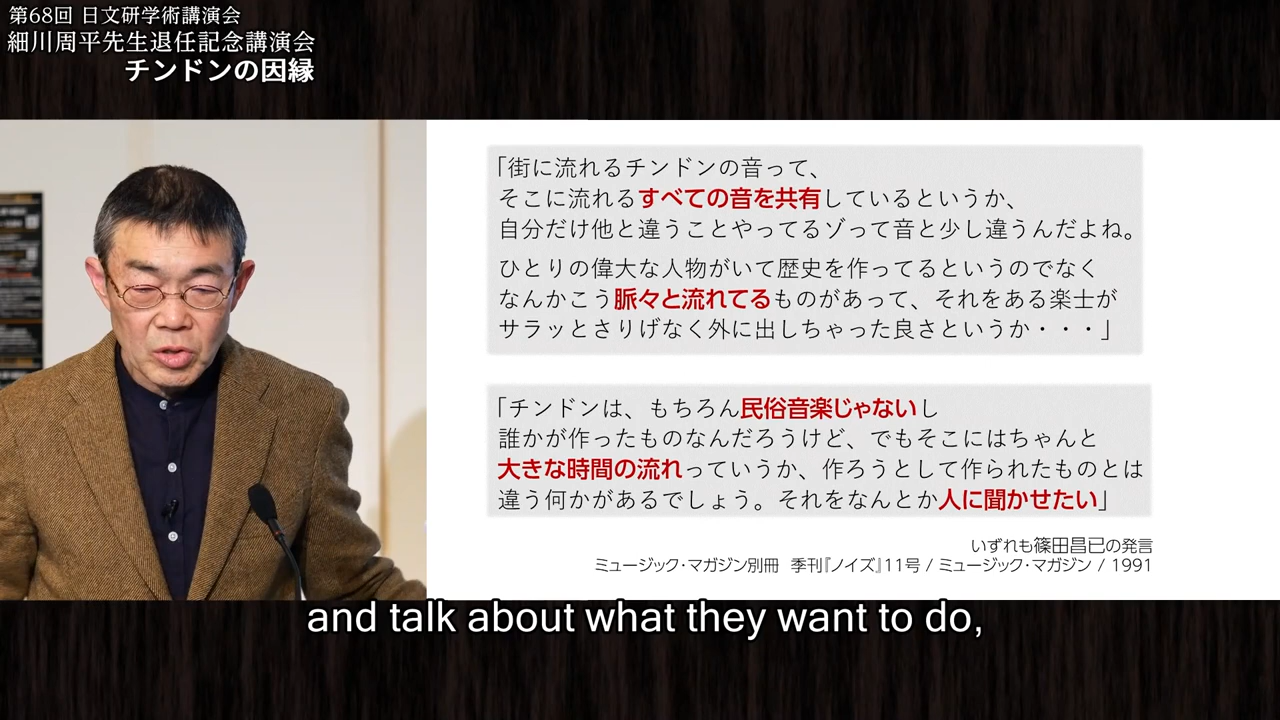 第68回 日文研学術講演会
細川周平先生退任記念講演会
チンドンの因縁
「街に流れるチンドンの音って、
そこに流れるすべての音を共有しているというか、
自分だけ他と違うことやってるゾって音と少し違うんだよね。
ひとりの偉大な人物がいて歴史を作ってるというのでなく
なんかこう脈々と流れてるものがあって、それをある楽士が
サラッとさりげなく外に出しちゃった良さというか・・・」
「チンドンは、もちろん民俗音楽じゃないし
誰かが作ったものなんだろうけど、でもそこにはちゃんと
大きな時間の流れっていうか、作ろうとして作られたものとは
違う何かがあるでしょう。それをなんとか人に聞かせたい」
いずれも篠田昌已の発言
ミュージック・マガジン別冊 季刊『ノイズ』11号 / ミュージック・マガジン / 1991
and talk about what they want to do,